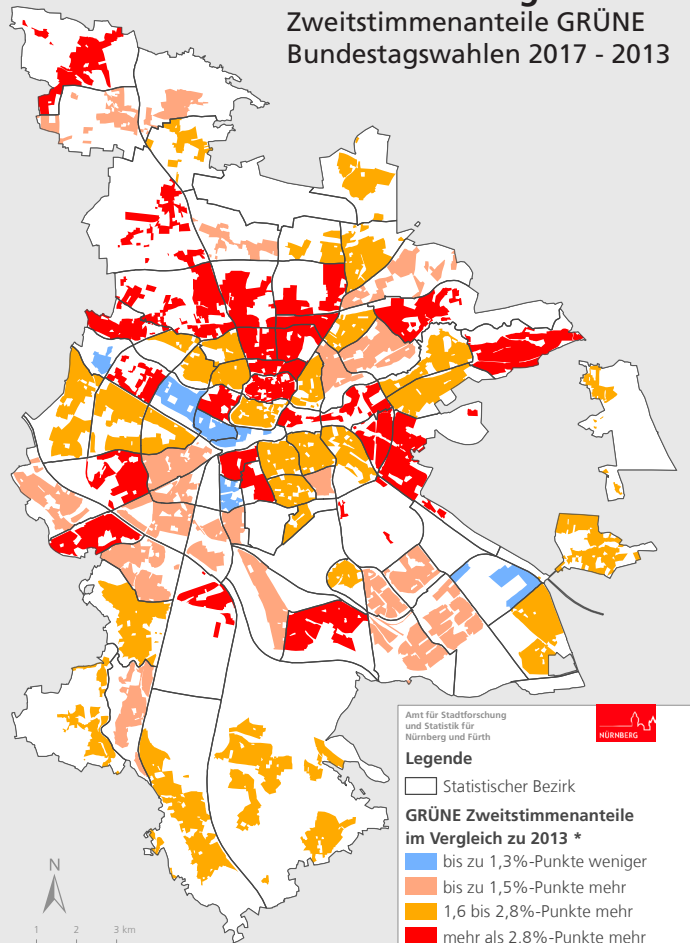 Zweitstimmenanteile GRÜNE
Bundestagswahlen 2017 - 2013
Amt für Stadtforschung
und Statistik für
Nürnberg und Fürth
NÜRNBERG
Legende
Statistischer Bezirk
GRÜNE Zweitstimmenanteile
im Vergleich zu 2013 *
bis zu 1,3%-Punkte weniger
bis zu 1,5%-Punkte mehr
1,6 bis 2,8%-Punkte mehr
mehr als 2,8%-Punkte mehr
N
1 2 3 km